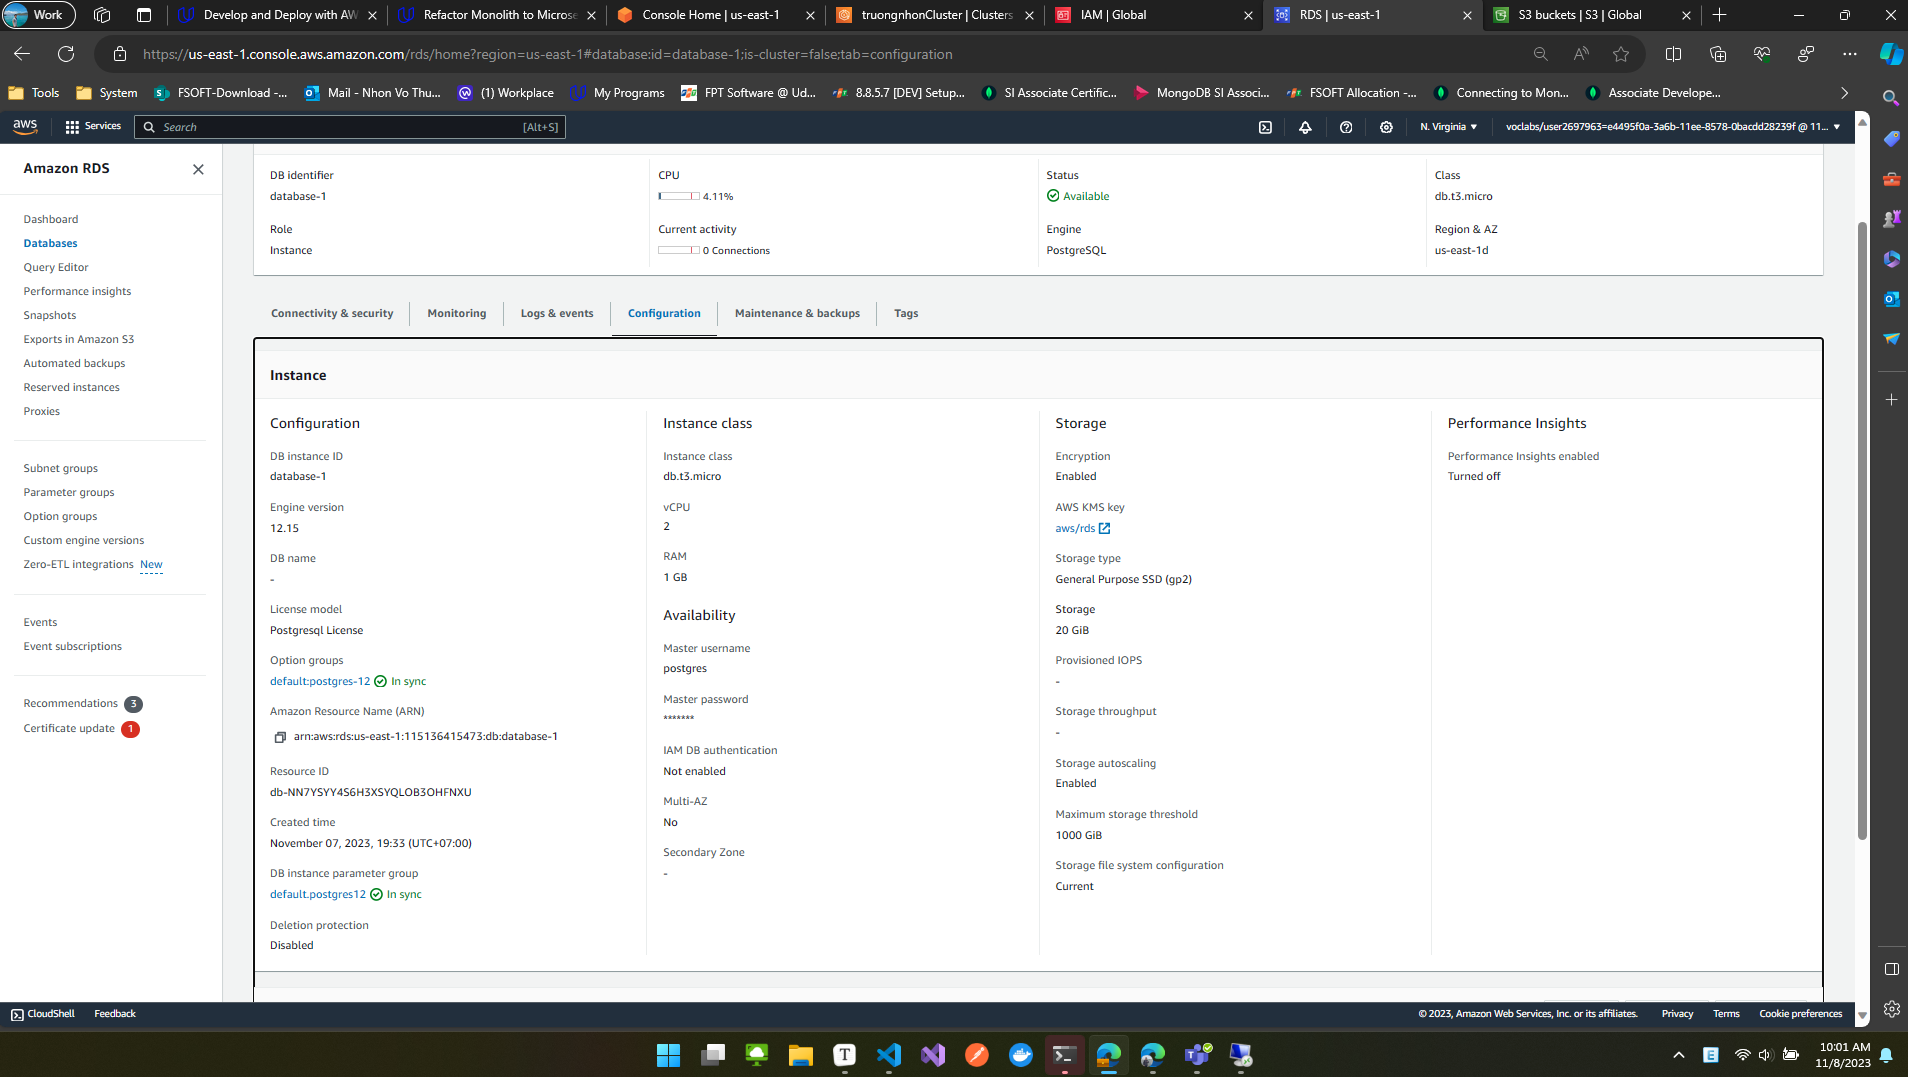 Work
Develop and Deploy with AW
Refactor Monolith to Microse
Console Home | us-east-1
truongnhonCluster | Clusters
IAM | Global
RDS | us-east-1
S3 buckets | S3 | Global
https://us-east-1.console.aws.amazon.com/rds/home?region=us-east-1#database:id=database-1;is-cluster=false;tab=configuration
Tools
System
FSOFT-Download -...
Mail - Nhon Vo Thu...
(1) Workplace
My Programs
FPT Software @ Ud...
8.8.5.7 [DEV] Setup...
SI Associate Certific...
MongoDB SI Associ...
FSOFT Allocation -...
Connecting to Mon...
Associate Develope...
aws
Services
Search
[Alt+S]
N. Virginia
voclabs/user2697963=e4495f0a-3a6b-11ee-8578-0bacdd28239f @ 11...
Amazon RDS
Dashboard
Databases
Query Editor
Performance insights
Snapshots
Exports in Amazon S3
Automated backups
Reserved instances
Proxies
Subnet groups
Parameter groups
Option groups
Custom engine versions
Zero-ETL integrations New
Events
Event subscriptions
Recommendations 3
Certificate update 1
DB identifier
database-1
CPU
4.11%
Status
Available
Class
db.t3.micro
Role
Instance
Current activity
0 Connections
Engine
PostgreSQL
Region & AZ
us-east-1d
Connectivity & security
Monitoring
Logs & events
Configuration
Maintenance & backups
Tags
Instance
Configuration
DB instance ID
database-1
Engine version
12.15
DB name
-
License model
Postgresql License
Option groups
default:postgres-12 In sync
Amazon Resource Name (ARN)
arn:aws:rds:us-east-1:115136415473:db:database-1
Resource ID
db-NN7YSYY4S6H3XSYQLOB3OHFNXU
Created time
November 07, 2023, 19:33 (UTC+07:00)
DB instance parameter group
default.postgres12 In sync
Deletion protection
Disabled
Instance class
Instance class
db.t3.micro
vCPU
2
RAM
1 GB
Availability
Master username
postgres
Master password
*******
IAM DB authentication
Not enabled
Multi-AZ
No
Secondary Zone
-
Storage
Encryption
Enabled
AWS KMS key
aws/rds
Storage type
General Purpose SSD (gp2)
Storage
20 GiB
Provisioned IOPS
-
Storage throughput
-
Storage autoscaling
Enabled
Maximum storage threshold
1000 GiB
Storage file system configuration
Current
Performance Insights
Performance Insights enabled
Turned off
CloudShell
Feedback
© 2023, Amazon Web Services, Inc. or its affiliates.
Privacy
Terms
Cookie preferences
10:01 AM
11/8/2023